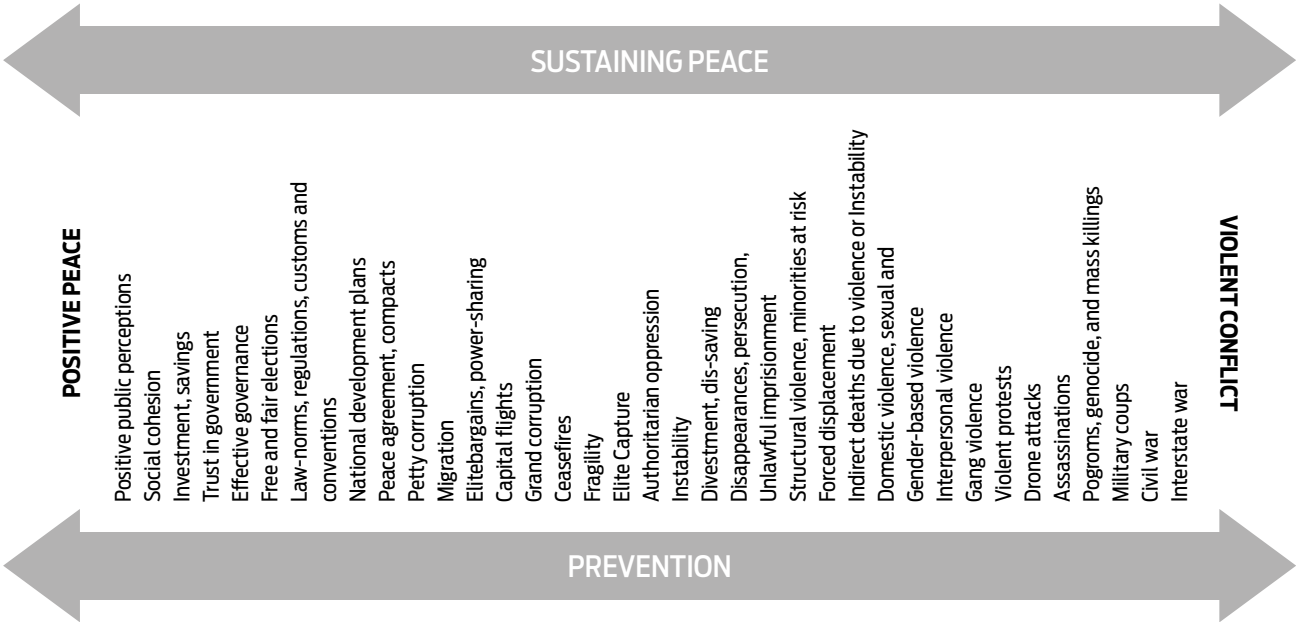 SUSTAINING PEACE
POSITIVE PEACE
Positive public perceptions
Social cohesion
Investment, savings
Trust in government
Effective governance
Free and fair elections
Law-norms, regulations, customs and
conventions
National development plans
Peace agreement, compacts
Petty corruption
Migration
Elitebargains, power-sharing
Capital flights
Grand corruption
Ceasefires
Fragility
Elite Capture
Authoritarian oppression
Instability
Divestment, dis-saving
Disappearances, persecution,
Unlawful imprisionment
Structural violence, minorities at risk
Forced displacement
Indirect deaths due to violence or Instability
Domestic violence, sexual and
Gender-based violence
Interpersonal violence
Gang violence
Violent protests
Drone attacks
Assassinations
Pogroms, genocide, and mass killings
Military coups
Civil war
Interstate war
VIOLENT CONFLICT
PREVENTION